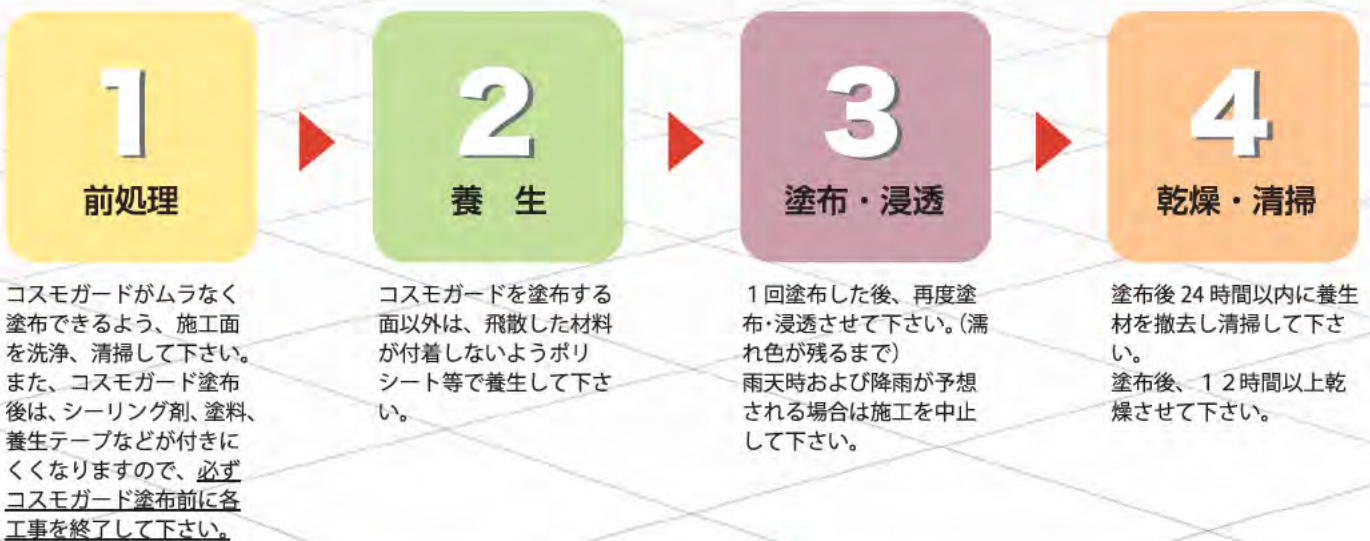 1
前処理
コスモガードがムラなく
塗布できるよう、施工面
を洗浄、清掃して下さい。
また、コスモガード塗布
後は、シーリング剤、塗料、
養生テープなどが付きに
くくなりますので、必ず
コスモガード塗布前に各
工事を終了して下さい。
2
養　生
コスモガードを塗布する
面以外は、飛散した材料
が付着しないようポリ
シート等で養生して下さ
い。
3
塗布・浸透
１回塗布した後、再度塗
布・浸透させて下さい。（濡
れ色が残るまで）
雨天時および降雨が予想
される場合は施工を中止
して下さい。
4
乾燥・清掃
塗布後 24 時間以内に養生
材を撤去し清掃して下さ
い。
塗布後、１２時間以上乾
燥させて下さい。